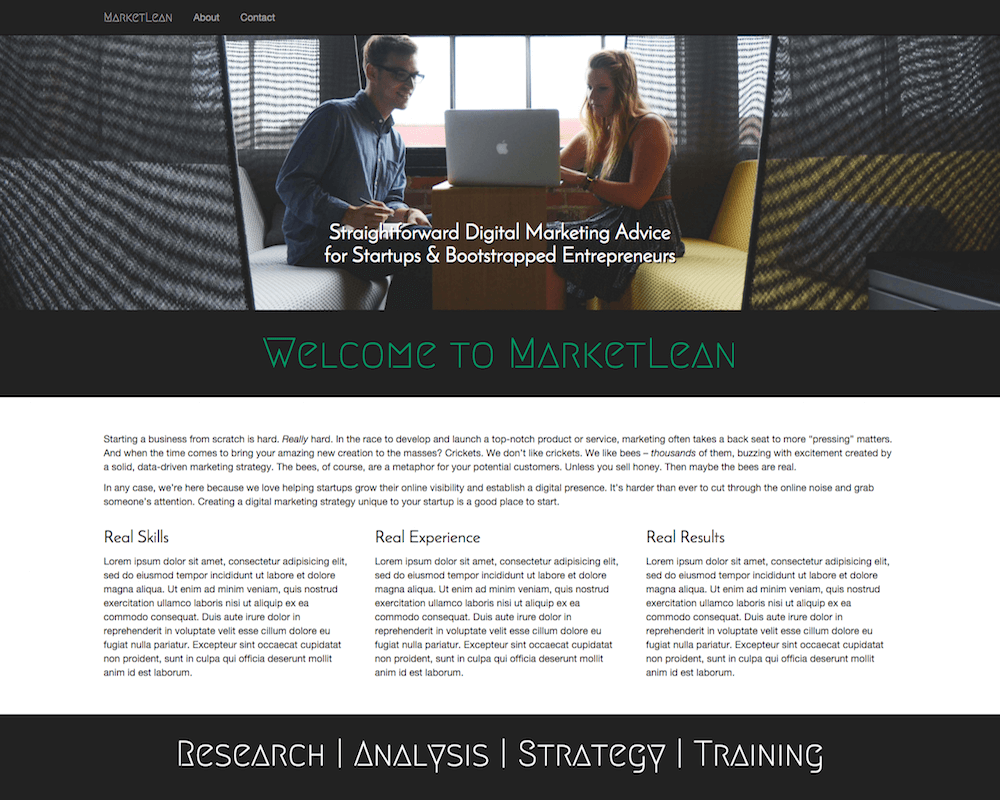 MarketLean About Contact
Straightforward Digital Marketing Advice
for Startups & Bootstrapped Entrepreneurs
Welcome to MarketLean
Starting a business from scratch is hard. Really hard. In the race to develop and launch a top-notch product or service, marketing often takes a back seat to more “pressing” matters.
And when the time comes to bring your amazing new creation to the masses? Crickets. We don’t like crickets. We like bees – thousands of them, buzzing with excitement created by
a solid, data-driven marketing strategy. The bees, of course, are a metaphor for your potential customers. Unless you sell honey. Then maybe the bees are real.
In any case, we’re here because we love helping startups grow their online visibility and establish a digital presence. It’s harder than ever to cut through the online noise and grab
someone’s attention. Creating a digital marketing strategy unique to your startup is a good place to start.
Real Skills
Lorem ipsum dolor sit amet, consectetur adipisicing elit,
sed do eiusmod tempor incididunt ut labore et dolore
magna aliqua. Ut enim ad minim veniam, quis nostrud
exercitation ullamco laboris nisi ut aliquip ex ea
commodo consequat. Duis aute irure dolor in
reprehenderit in voluptate velit esse cillum dolore eu
fugiat nulla pariatur. Excepteur sint occaecat cupidatat
non proident, sunt in culpa qui officia deserunt mollit
anim id est laborum.
Real Experience
Lorem ipsum dolor sit amet, consectetur adipisicing elit,
sed do eiusmod tempor incididunt ut labore et dolore
magna aliqua. Ut enim ad minim veniam, quis nostrud
exercitation ullamco laboris nisi ut aliquip ex ea
commodo consequat. Duis aute irure dolor in
reprehenderit in voluptate velit esse cillum dolore eu
fugiat nulla pariatur. Excepteur sint occaecat cupidatat
non proident, sunt in culpa qui officia deserunt mollit
anim id est laborum.
Real Results
Lorem ipsum dolor sit amet, consectetur adipisicing elit,
sed do eiusmod tempor incididunt ut labore et dolore
magna aliqua. Ut enim ad minim veniam, quis nostrud
exercitation ullamco laboris nisi ut aliquip ex ea
commodo consequat. Duis aute irure dolor in
reprehenderit in voluptate velit esse cillum dolore eu
fugiat nulla pariatur. Excepteur sint occaecat cupidatat
non proident, sunt in culpa qui officia deserunt mollit
anim id est laborum.
Research | Analysis | Strategy | Training